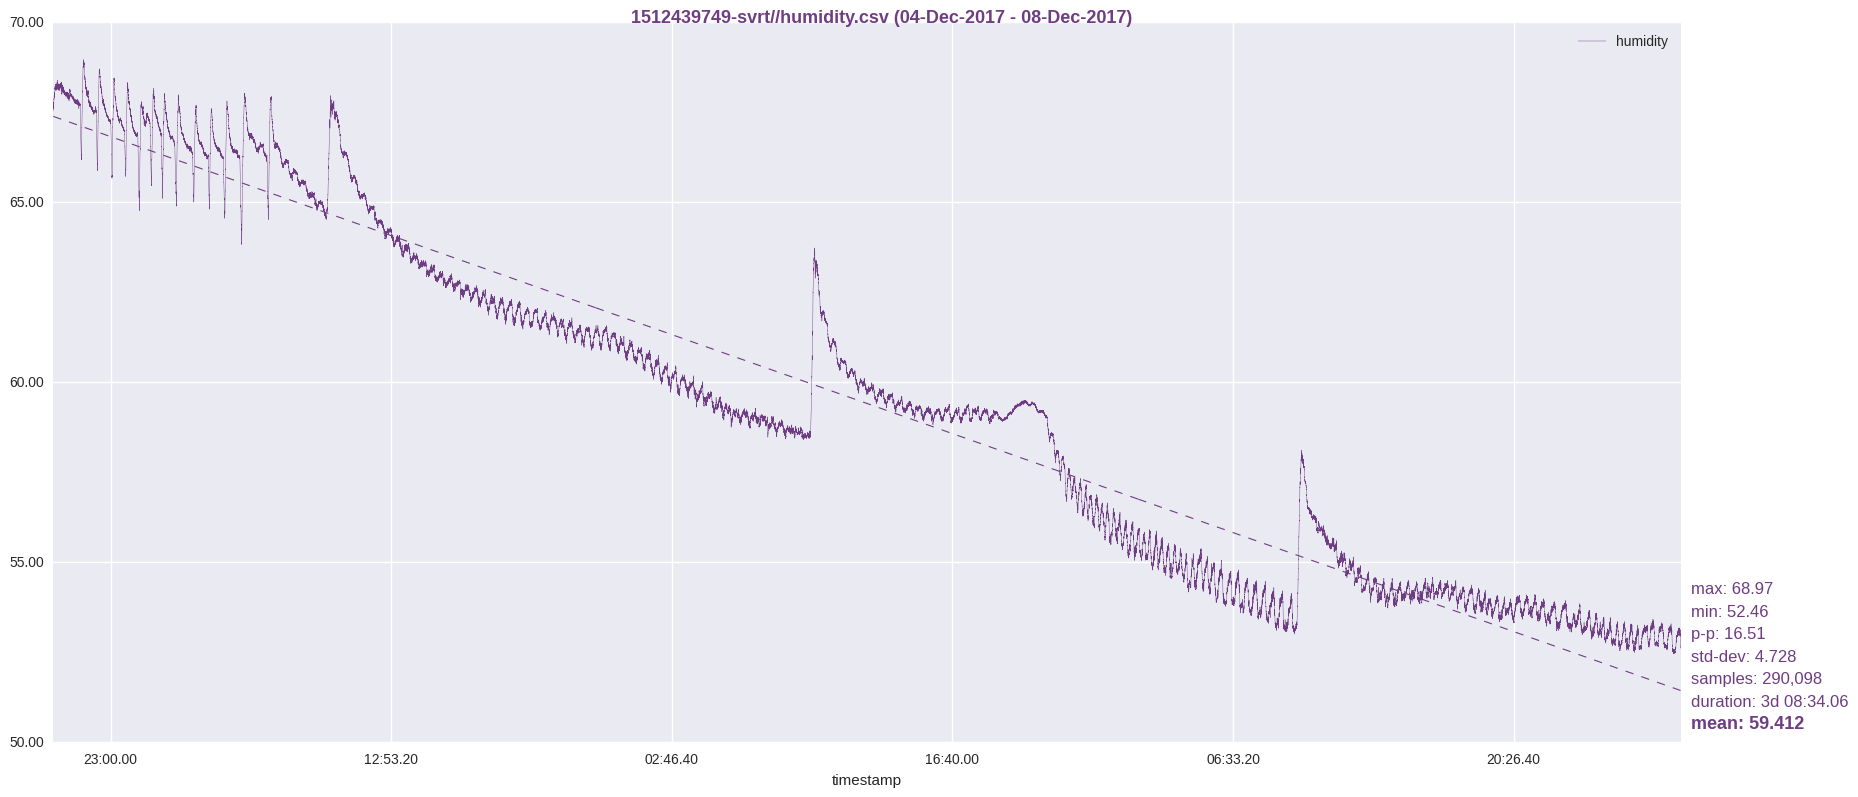 1512439749-svrt//humidity.csv (04-Dec-2017 - 08-Dec-2017)
70.00
humidity
65.00
60.00
55.00
50.00
max: 68.97
min: 52.46
p-p: 16.51
std-dev: 4.728
samples: 290,098
duration: 3d 08:34.06
mean: 59.412
23:00.00 12:53.20 02:46.40 16:40.00 06:33.20 20:26.40
timestamp